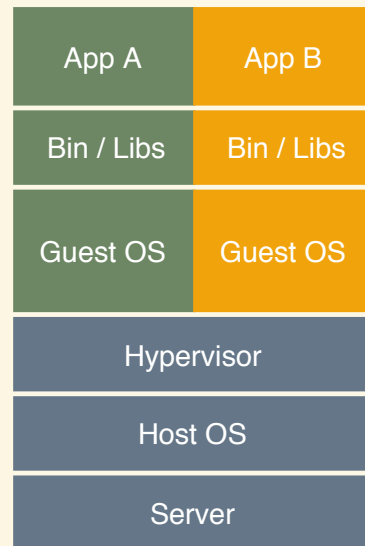 App A
App B
Bin / Libs
Bin / Libs
Guest OS
Guest OS
Hypervisor
Host OS
Server